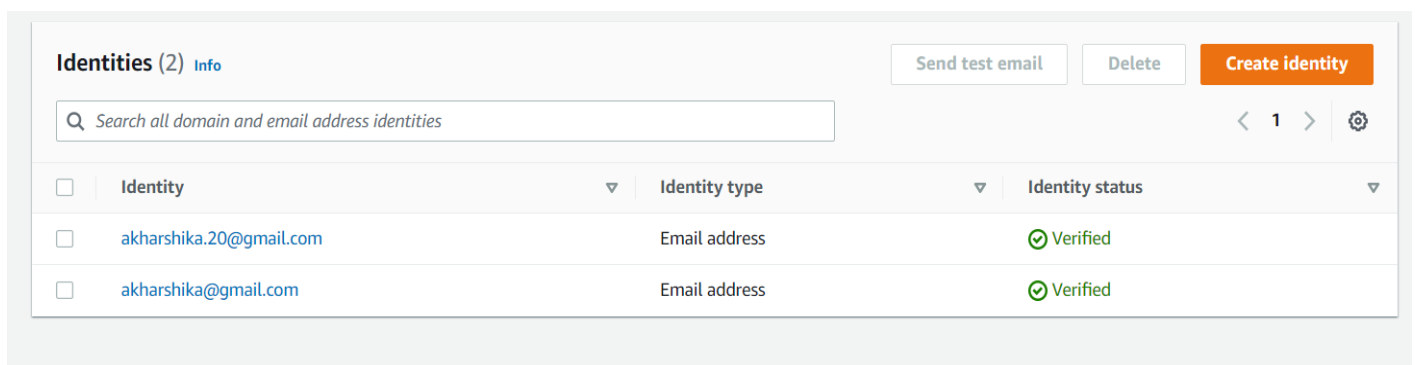 Identities (2) Info
Send test email
Delete
Create identity
Search all domain and email address identities
1
Identity Identity type Identity status
akharshika.20@gmail.com Email address Verified
akharshika@gmail.com Email address Verified